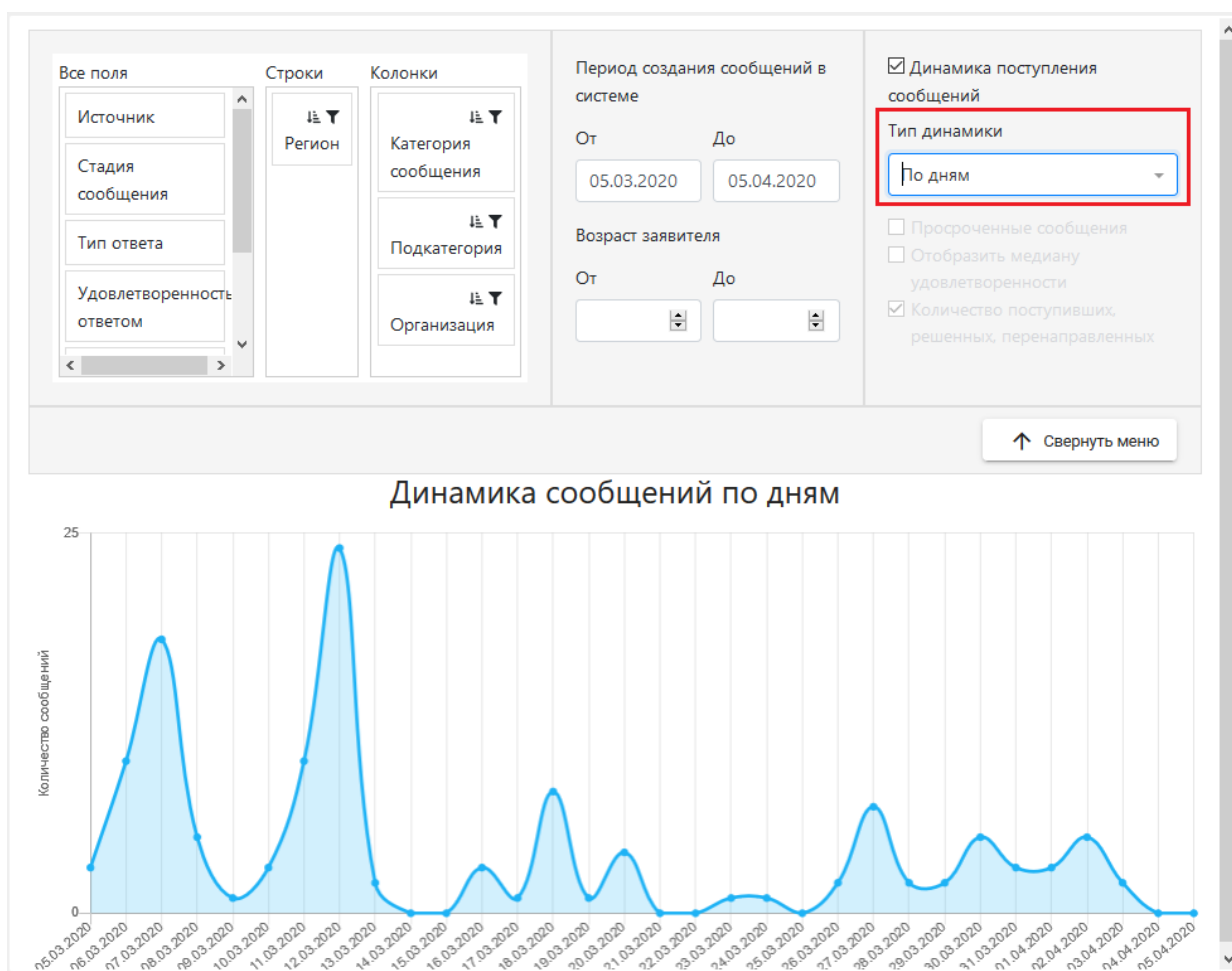 Все поля
Строки
Колонки
Источник
Стадия
сообщения
Тип ответа
Удовлетворенность
ответом
Регион
Категория
сообщения
Подкатегория
Организация
Период создания сообщений в
системе
От
До
05.03.2020
05.04.2020
Возраст заявителя
От
До
Динамика поступления
сообщений
Тип динамики
По дням
Просроченные сообщения
Отобразить медиану
удовлетворенности
Количество поступивших,
решенных, перенаправленных
Свернуть меню
Динамика сообщений по дням
25
Количество сообщений
0
05.03.2020
06.03.2020
07.03.2020
08.03.2020
09.03.2020
10.03.2020
11.03.2020
12.03.2020
13.03.2020
14.03.2020
15.03.2020
16.03.2020
17.03.2020
18.03.2020
19.03.2020
20.03.2020
21.03.2020
22.03.2020
23.03.2020
24.03.2020
25.03.2020
26.03.2020
27.03.2020
28.03.2020
29.03.2020
30.03.2020
31.03.2020
01.04.2020
02.04.2020
03.04.2020
04.04.2020
05.04.2020